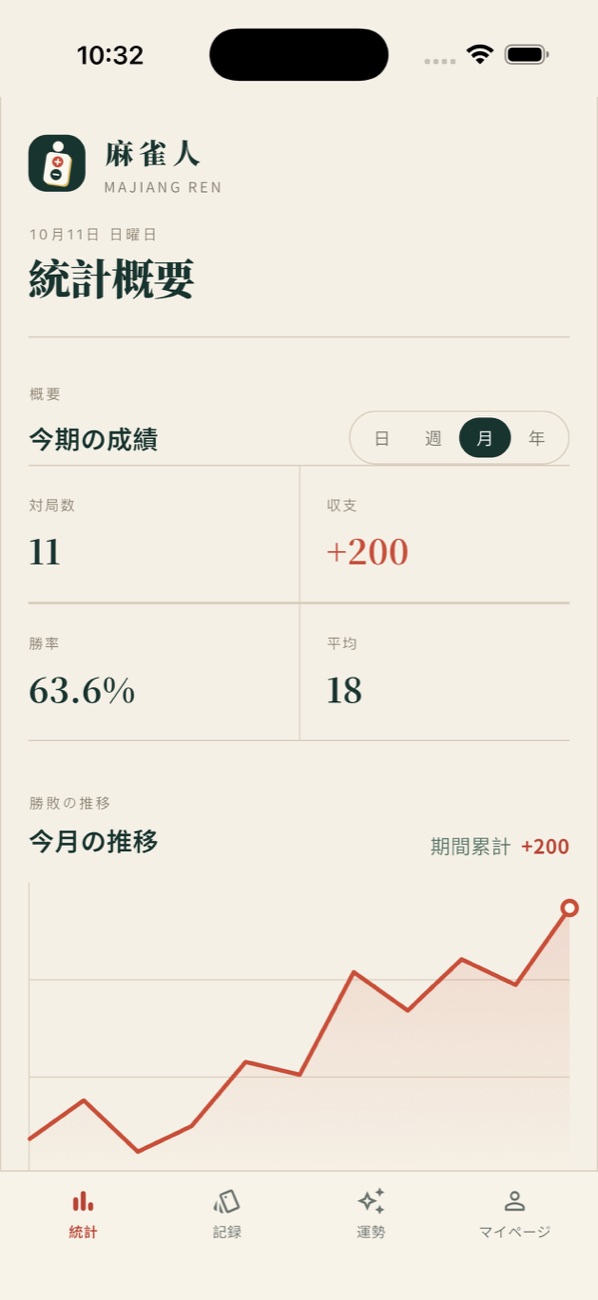 10:32
麻雀人
MAJIANG REN
10月11日 日曜日
統計概要
概要
今期の成績
日 週 月 年
対局数 収支
11 +200
勝率 平均
63.6% 18
勝敗の推移
今月の推移
期間累計 +200
統計 記録 運勢 マイページ